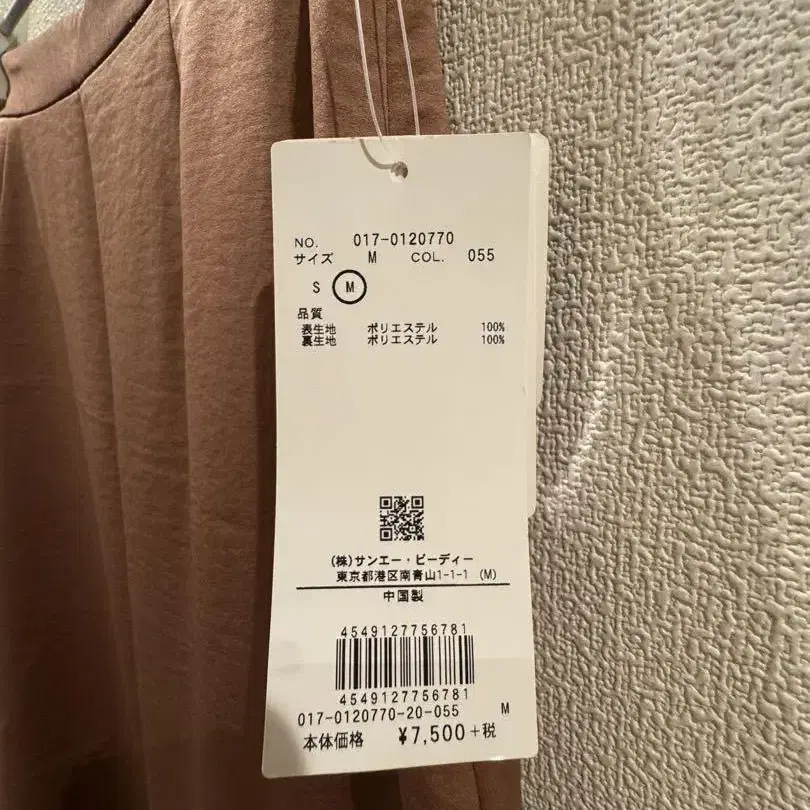 NO. 017-0120770
サイズ M COL. 055
S M
品質
表生地 ポリエステル 100%
裏生地 ポリエステル 100%
(株)サンエー・ビーディー
東京都港区南青山1-1-1 (M)
中国製
4549127756781
4549127756781
017-0120770-20-055 M
本体価格 ¥7,500+税